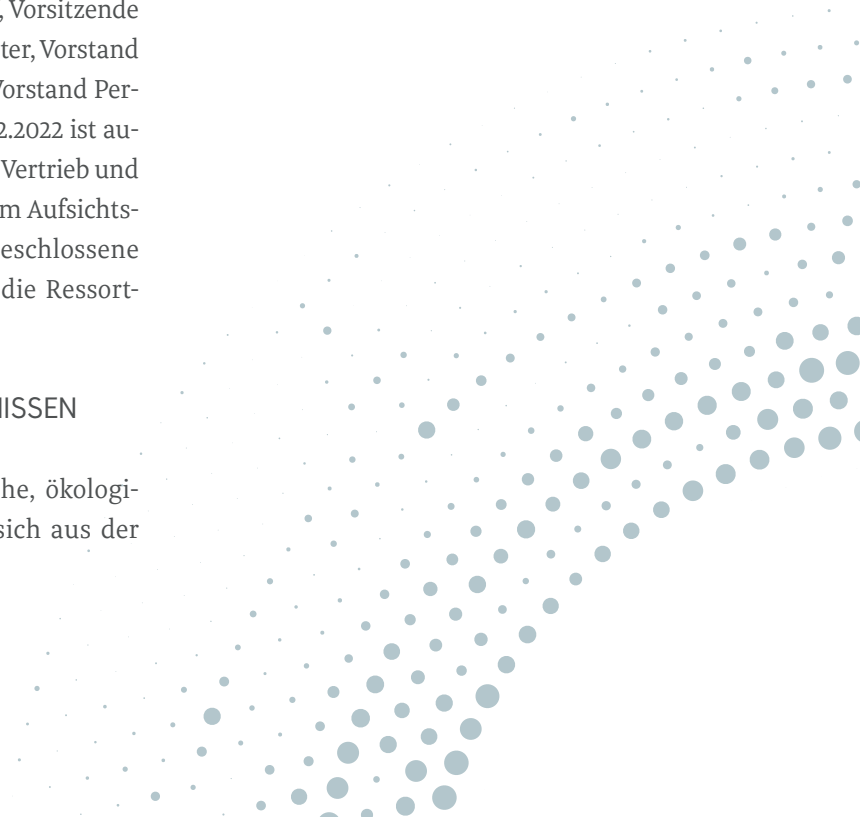 , Vorsitzende
ter, Vorstand
Vorstand Per-
2.2022 ist au-
Vertrieb und
m Aufsichts-
eschlossene
die Ressort-
NISSEN
he, ökologi-
sich aus der